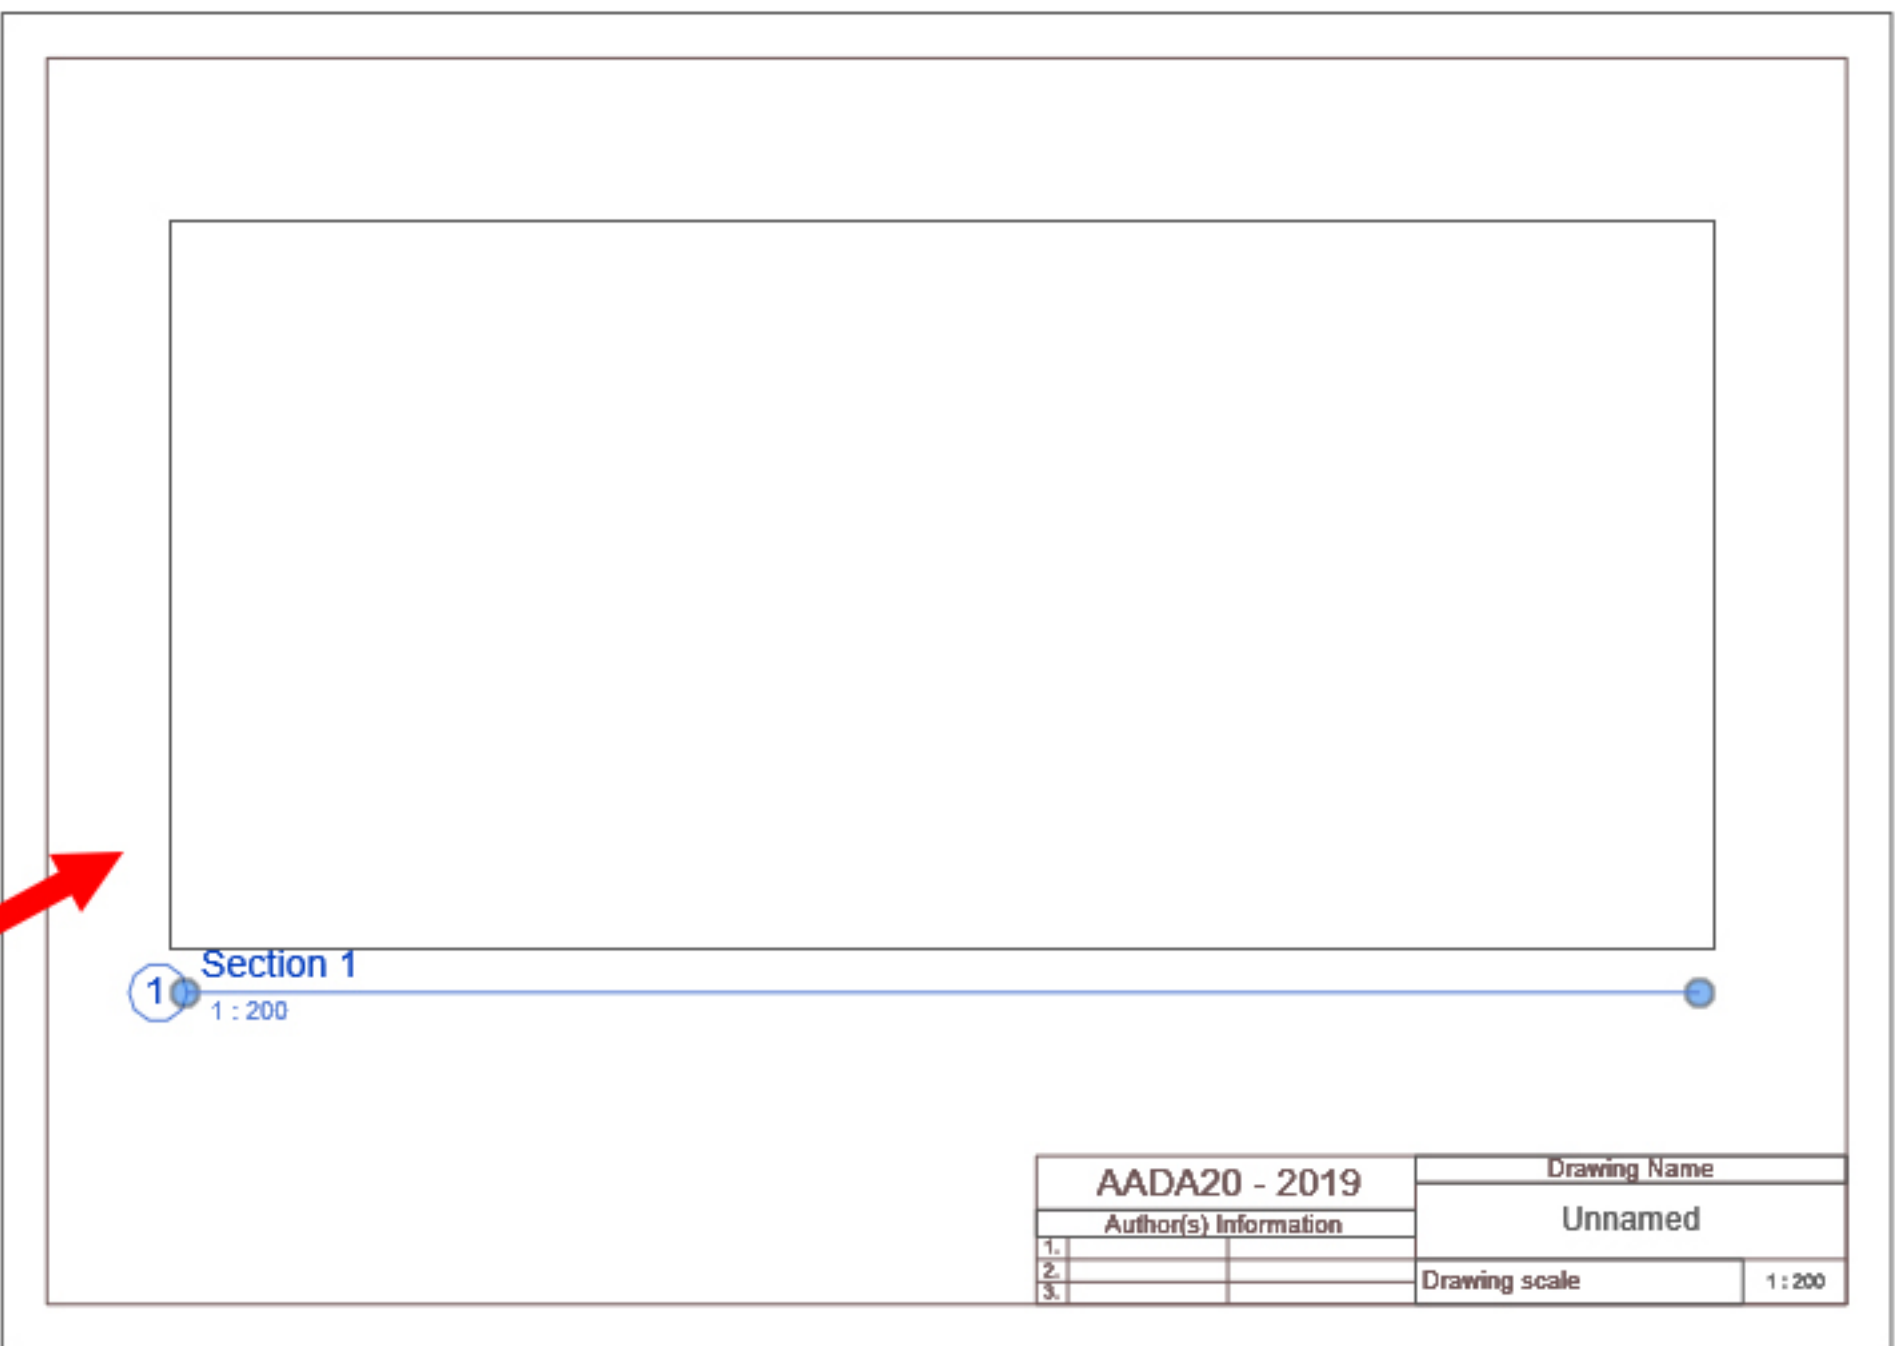 Section 1
1
1 : 200
AADA20 - 2019
Drawing Name
Unnamed
Author(s) Information
1.
2.
3.
Drawing scale
1 : 200